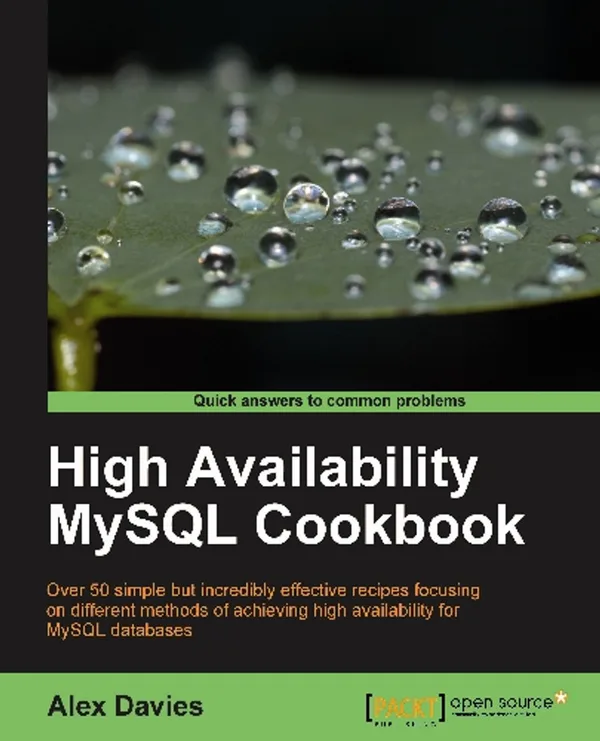 Quick answers to common problems
High Availability
MySQL Cookbook
Over 50 simple but incredibly effective recipes focusing
on different methods of achieving high availability for
MySQL databases
Alex Davies
[PACKT] open source*
PUBLISHING